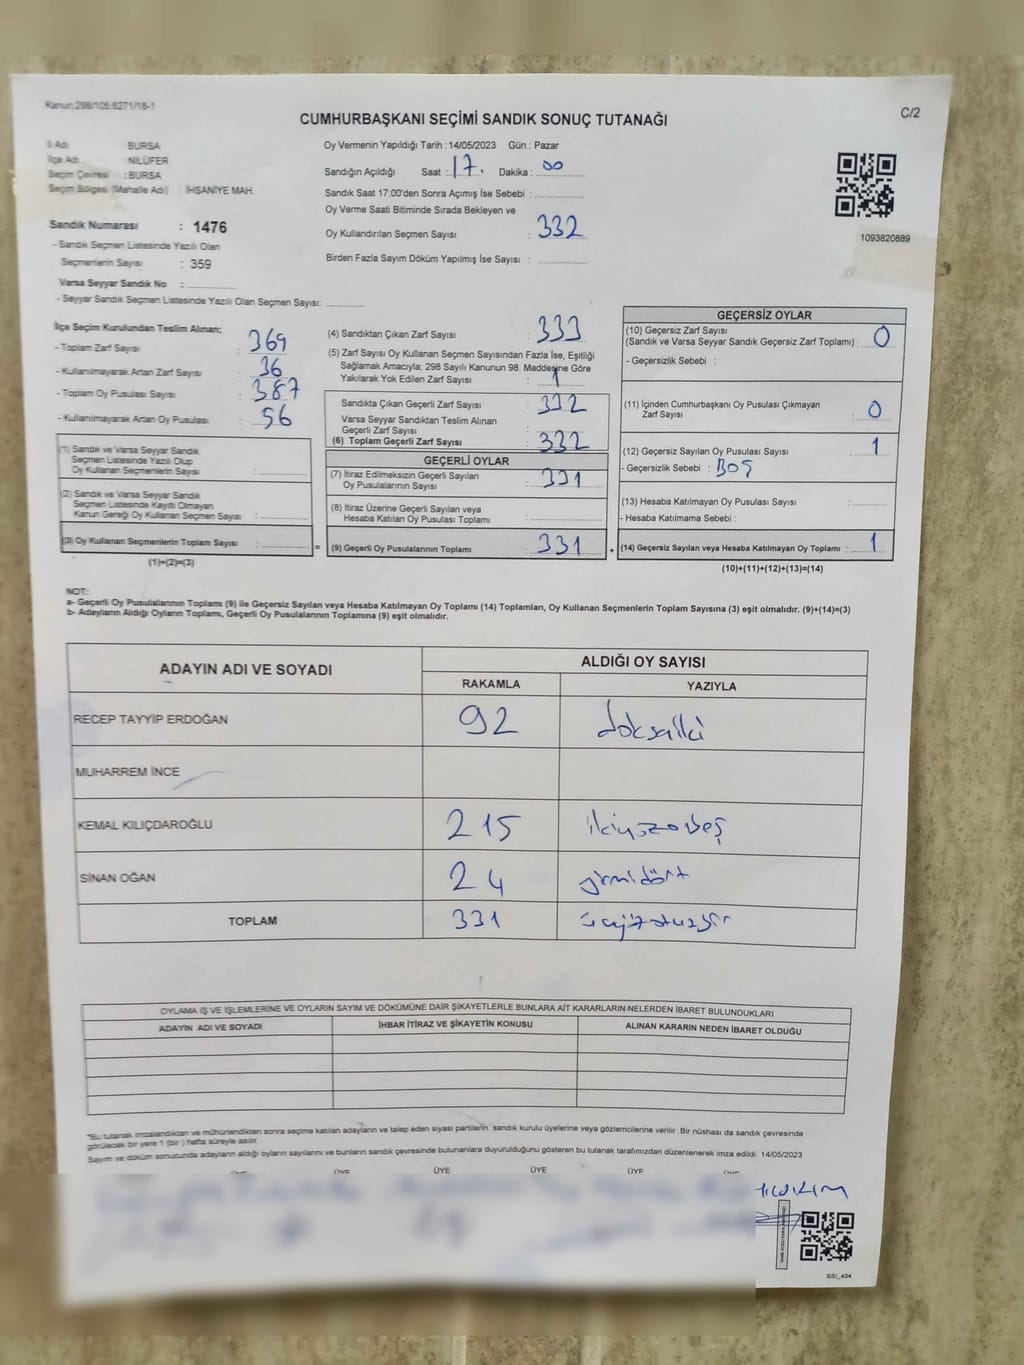 Kanun:298/105;6271/18-1
C/2
CUMHURBAŞKANI SEÇİMİ SANDIK SONUÇ TUTANAĞI
İl Adı : BURSA
İlçe Adı : NİLÜFER
Seçim Çevresi : BURSA
Seçim Bölgesi (Mahalle Adı) : İHSANİYE MAH.
Sandık Numarası : 1476
- Sandık Seçmen Listesinde Yazılı Olan
Seçmenlerin Sayısı : 359
Varsa Seyyar Sandık No :
- Seyyar Sandık Seçmen Listesinde Yazılı Olan Seçmen Sayısı:
Oy Vermenin Yapıldığı Tarih : 14/05/2023 Gün : Pazar
Sandığın Açıldığı Saat : 17. Dakika : 00
Sandık Saat 17:00'den Sonra Açımış İse Sebebi :
Oy Verme Saati Bitiminde Sırada Bekleyen ve
Oy Kullandırılan Seçmen Sayısı : 332
Birden Fazla Sayım Döküm Yapılmış İse Sayısı :
1093820889
İlçe Seçim Kurulundan Teslim Alınan;
- Toplam Zarf Sayısı : 369
- Kullanılmayarak Artan Zarf Sayısı : 36
- Toplam Oy Pusulası Sayısı : 387
- Kullanılmayarak Artan Oy Pusulası : 56
(1) Sandık ve Varsa Seyyar Sandık
Seçmen Listesinde Yazılı Olup
Oy Kullanan Seçmenlerin Sayısı :
(2) Sandık ve Varsa Seyyar Sandık
Seçmen Listesinde Kayıtlı Olmayan
Kanun Gereği Oy Kullanan Seçmen Sayısı :
(3) Oy Kullanan Seçmenlerin Toplam Sayısı : =
(1)+(2)=(3)
(4) Sandıktan Çıkan Zarf Sayısı : 333
(5) Zarf Sayısı Oy Kullanan Seçmen Sayısından Fazla İse, Eşitliği
Sağlamak Amacıyla; 298 Sayılı Kanunun 98. Maddesine Göre
Yakılarak Yok Edilen Zarf Sayısı : 1
Sandıkta Çıkan Geçerli Zarf Sayısı : 332
Varsa Seyyar Sandıktan Teslim Alınan
Geçerli Zarf Sayısı :
(6) Toplam Geçerli Zarf Sayısı : 332
GEÇERLİ OYLAR
(7) İtiraz Edilmeksizin Geçerli Sayılan
Oy Pusulalarının Sayısı : 331
(8) İtiraz Üzerine Geçerli Sayılan veya
Hesaba Katılan Oy Pusulası Toplamı :
(9) Geçerli Oy Pusulalarının Toplamı : 331 +
GEÇERSİZ OYLAR
(10) Geçersiz Zarf Sayısı
(Sandık ve Varsa Seyyar Sandık Geçersiz Zarf Toplamı) : 0
- Geçersizlik Sebebi :
(11) İçinden Cumhurbaşkanı Oy Pusulası Çıkmayan
Zarf Sayısı : 0
(12) Geçersiz Sayılan Oy Pusulası Sayısı : 1
- Geçersizlik Sebebi : BOŞ
(13) Hesaba Katılmayan Oy Pusulası Sayısı :
- Hesaba Katılmama Sebebi :
(14) Geçersiz Sayılan veya Hesaba Katılmayan Oy Toplamı : 1
(10)+(11)+(12)+(13)=(14)
NOT:
a- Geçerli Oy Pusulalarının Toplamı (9) ile Geçersiz Sayılan veya Hesaba Katılmayan Oy Toplamı (14) Toplamları, Oy Kullanan Seçmenlerin Toplam Sayısına (3) eşit olmalıdır. (9)+(14)=(3)
b- Adayların Aldığı Oyların Toplamı, Geçerli Oy Pusulalarının Toplamına (9) eşit olmalıdır.
ADAYIN ADI VE SOYADI
ALDIĞI OY SAYISI
RAKAMLA YAZIYLA
RECEP TAYYİP ERDOĞAN 92 doksaniki
MUHARREM İNCE
KEMAL KILIÇDAROĞLU 215 ikiyüzonbeş
SİNAN OĞAN 24 yirmidört
TOPLAM 331 üçyüzotuzbir
OYLAMA İŞ VE İŞLEMLERİNE VE OYLARIN SAYIM VE DÖKÜMÜNE DAİR ŞİKAYETLERLE BUNLARA AİT KARARLARIN NELERDEN İBARET BULUNDUKLARI
ADAYIN ADI VE SOYADI İHBAR İTİRAZ VE ŞİKAYETİN KONUSU ALINAN KARARIN NEDEN İBARET OLDUĞU
*Bu tutanak imzalandıktan ve mühürlendikten sonra seçime katılan adayların ve talep eden siyasi partilerin sandık kurulu üyelerine veya gözlemcilerine verilir .Bir nüshası da sandık çevresinde
görülecek bir yere 1 (bir ) hafta süreyle asılır.
Sayım ve döküm sonucunda adayların aldığı oyların sayılarını ve bunların sandık çevresinde bulunanlara duyurulduğunu gösteren bu tutanak tarafımızdan düzenlenerek imza edildi. 14/05/2023
ÜYE ÜYE ÜYE ÜYE ÜYE ÜYE
SSI_404